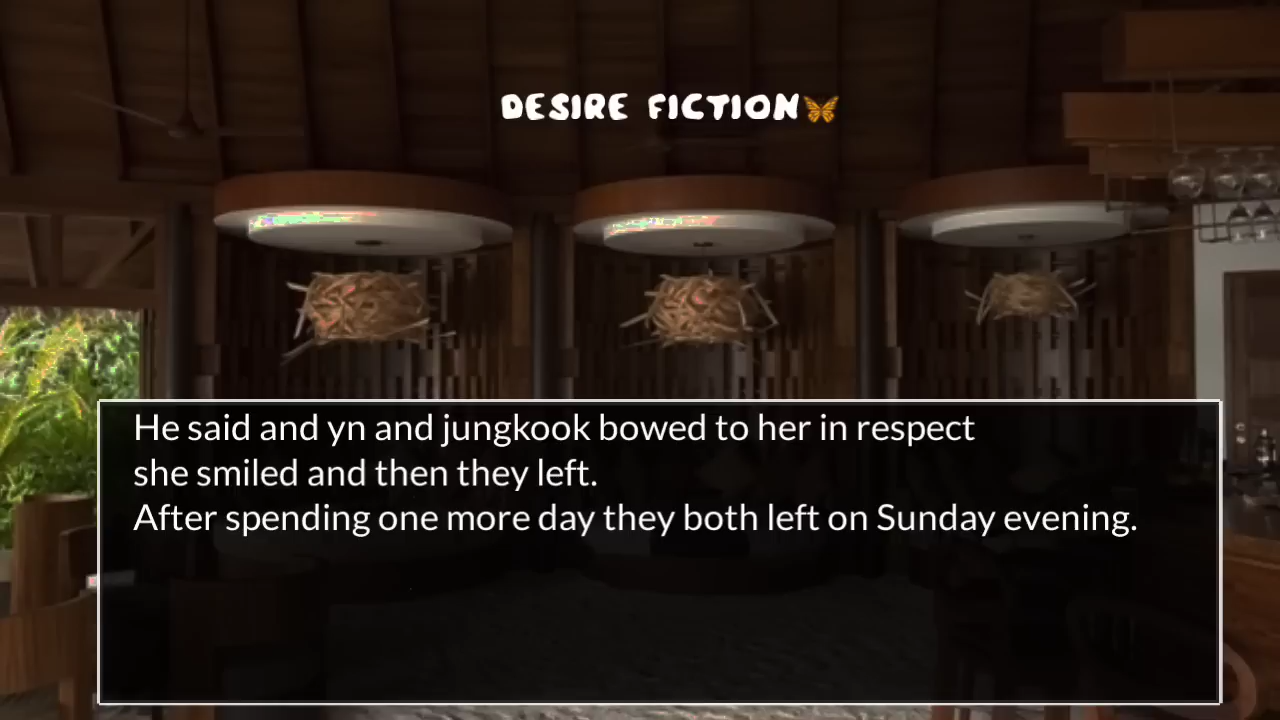 DESIRE FICTION🦋
He said and yn and jungkook bowed to her in respect
she smiled and then they left.
After spending one more day they both left on Sunday evening.